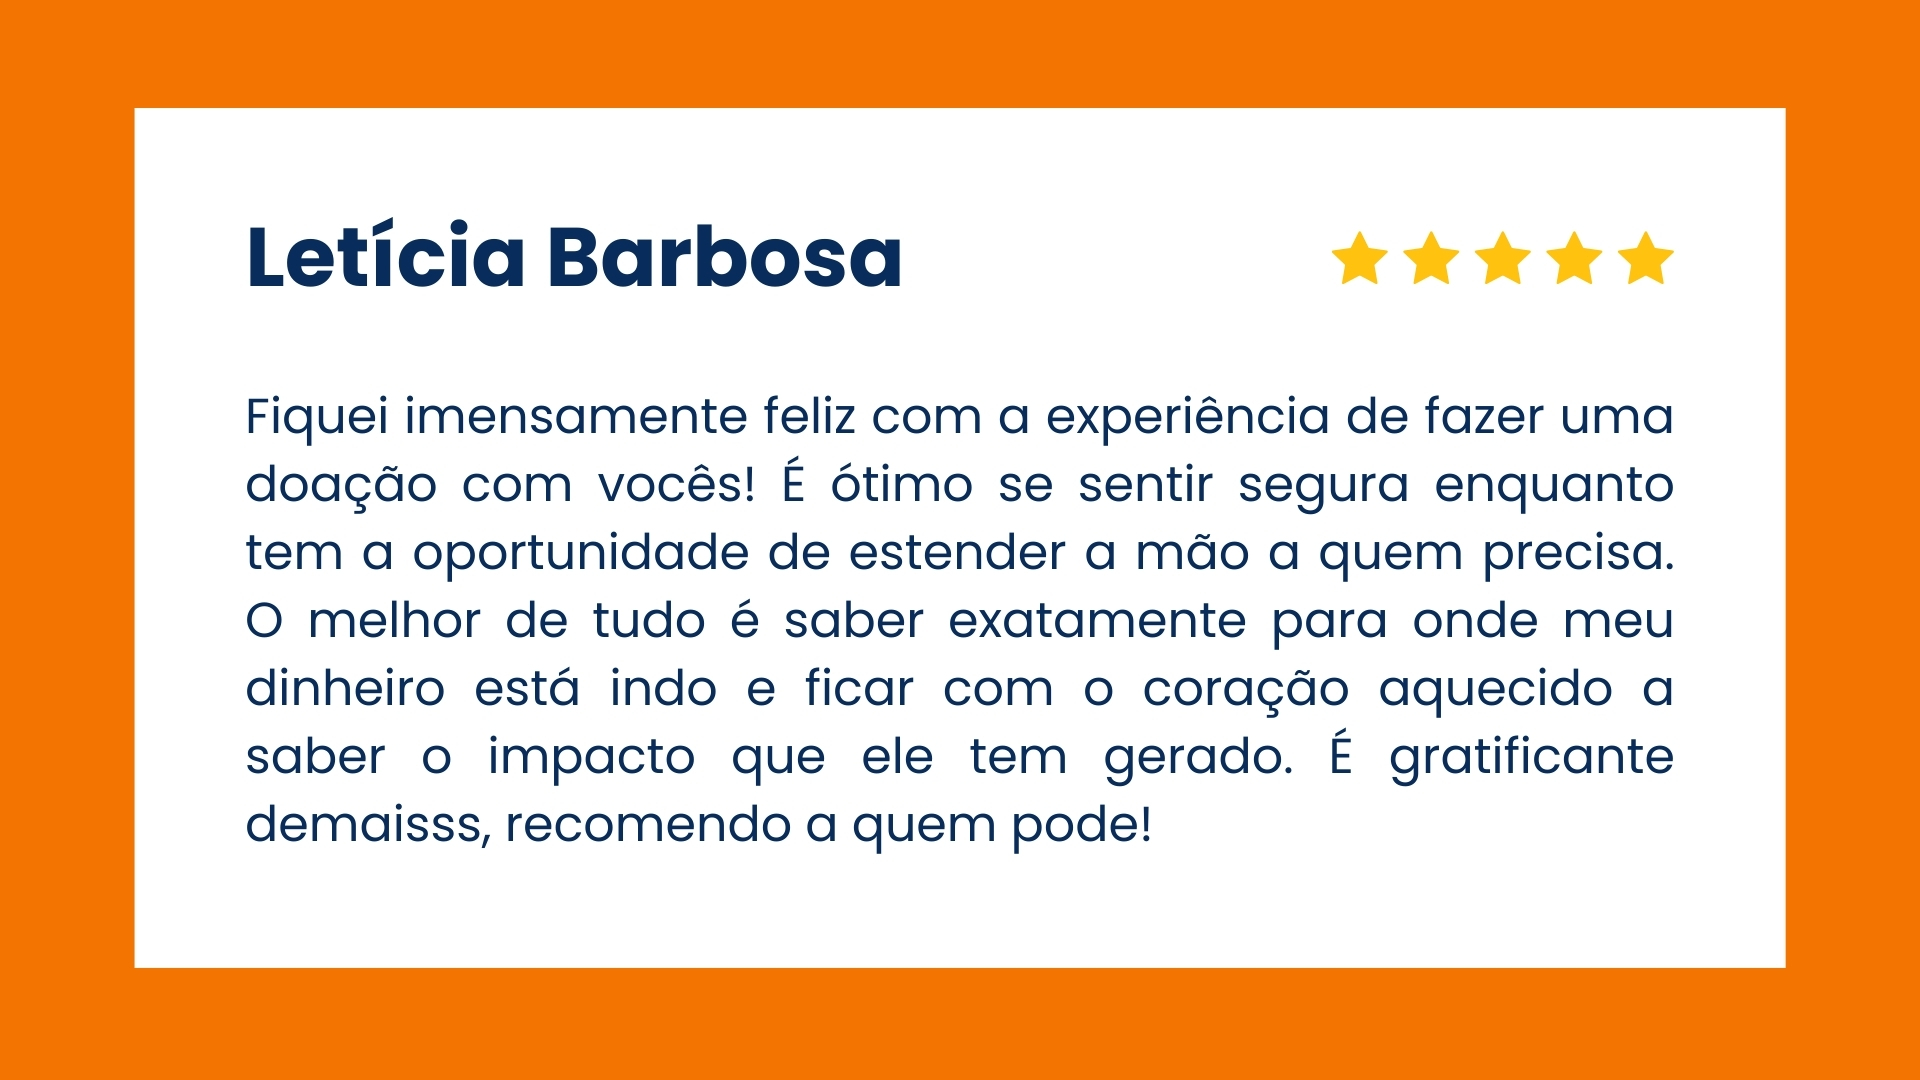 Letícia Barbosa
Fiquei imensamente feliz com a experiência de fazer uma
doação com vocês! É ótimo se sentir segura enquanto
tem a oportunidade de estender a mão a quem precisa.
O melhor de tudo é saber exatamente para onde meu
dinheiro está indo e ficar com o coração aquecido a
saber o impacto que ele tem gerado. É gratificante
demaisss, recomendo a quem pode!